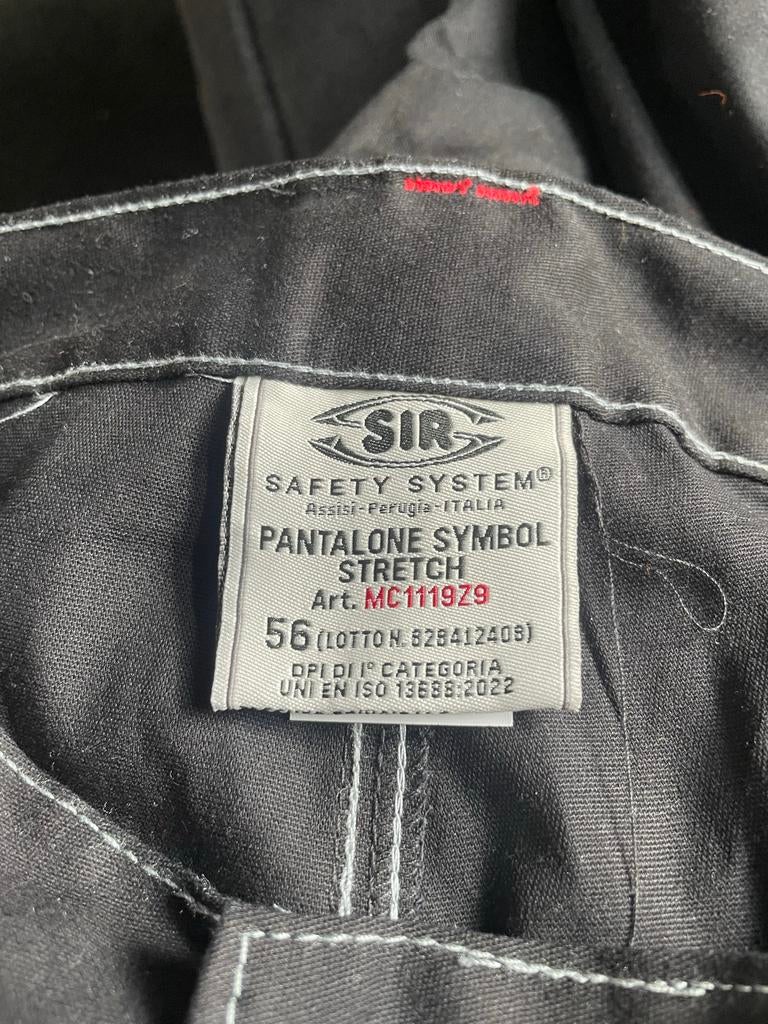 SIR
SAFETY SYSTEM®
Assisi-Perugia-ITALIA
PANTALONE SYMBOL
STRETCH
Art. MC1119Z9
56 (LOTTO N. 828412408)
DPI DI I° CATEGORIA
UNI EN ISO 13688:2022